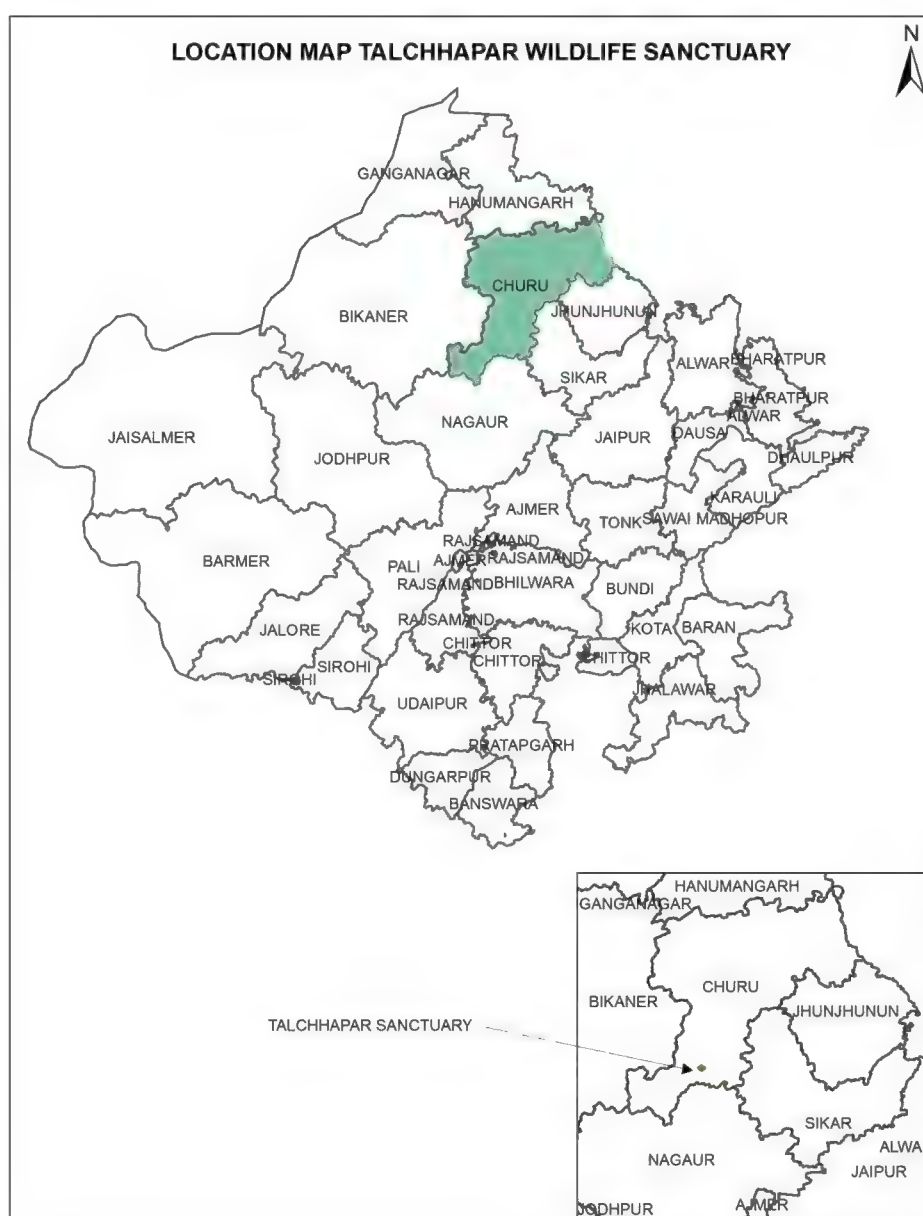 N
LOCATION MAP TALCHHAPAR WILDLIFE SANCTUARY
GANGANAGAR
HANUMANGARH
CHURU
BIKANER
JHUNJHUNUN
ALWAR
BHARATPUR
SIKAR
BHARATPUR
ALWAR
NAGAUR
JAISALMER
JAIPUR
DAUSA
JODHPUR
DHAULPUR
KARAULI
AJMER
TONK
SAWAI MADHOPUR
RAJSAMAND
BARMER
PALI
AJMER
RAJSAMAND
RAJSAMAND
BHILWARA
BUNDI
RAJSAMAND
JALORE
KOTA
BARAN
CHITTOR
CHITTOR
CHITTOR
SIROHI
SIROHI
JHALAWAR
UDAIPUR
PRATAPGARH
DUNGARPUR
BANSWARA
HANUMANGARH
GANGANAGAR
CHURU
BIKANER
JHUNJHUNUN
TALCHHAPAR SANCTUARY
SIKAR
ALWA
NAGAUR
JAIPUR
AJMER
JODHPUR